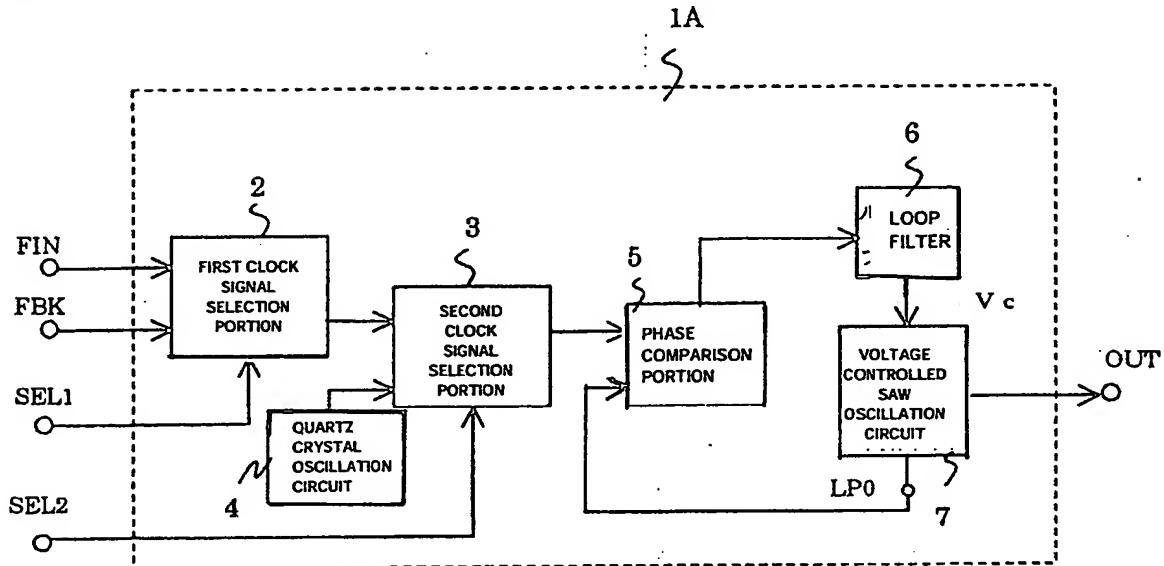 1A
6
LOOP
FILTER
2
3
5
FIN
FBK
FIRST CLOCK
SIGNAL
SELECTION
PORTION
SECOND
CLOCK
SIGNAL
SELECTION
PORTION
PHASE
COMPARISON
PORTION
Vc
VOLTAGE
CONTROLLED
SAW
OSCILLATION
CIRCUIT
OUT
SEL1
QUARTZ
CRYSTAL
OSCILLATION
CIRCUIT
4
LP0
7
SEL2